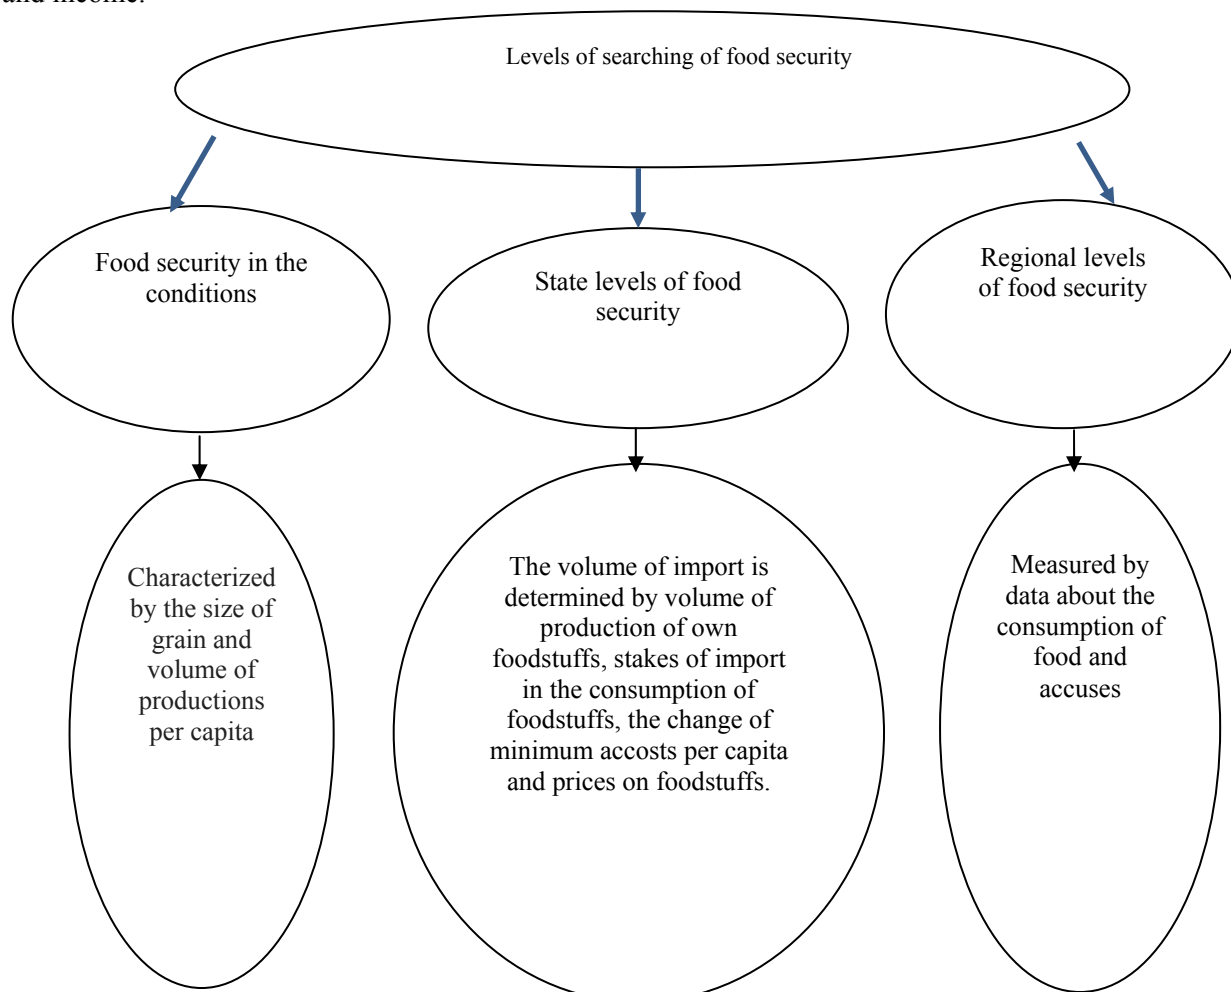 and income.
Levels of searching of food security
Food security in the
conditions
State levels of food
security
Regional levels
of food security
Characterized
by the size of
grain and
volume of
productions
per capita
The volume of import is
determined by volume of
production of own
foodstuffs, stakes of import
in the consumption of
foodstuffs, the change of
minimum accosts per capita
and prices on foodstuffs.
Measured by
data about the
consumption of
food and
accuses